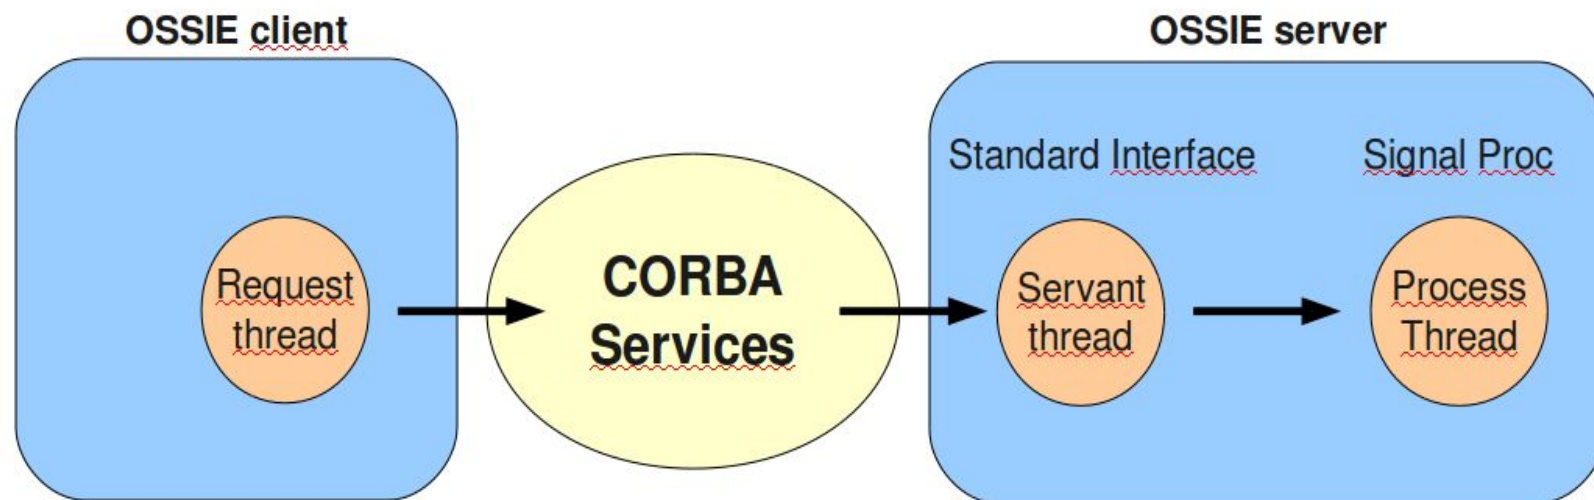 OSSIE client
OSSIE server
Standard Interface
Signal Proc
Request
thread
CORBA
Services
Servant
thread
Process
Thread